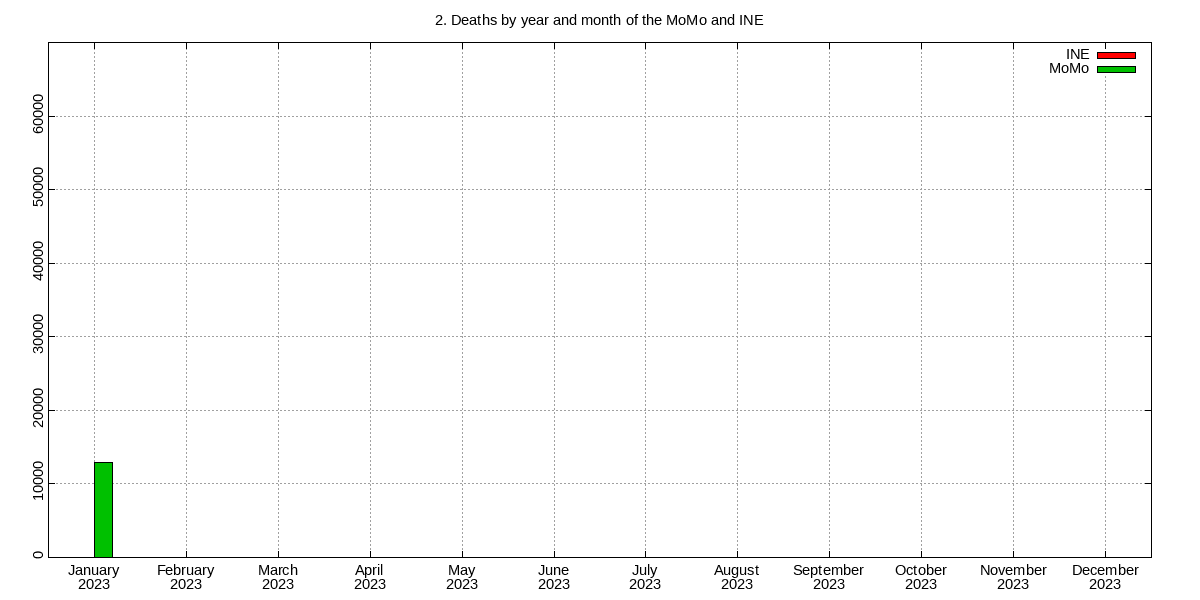 2. Deaths by year and month of the MoMo and INE
INE
MoMo
60000
50000
40000
30000
20000
10000
0
January February March April May June July August September October November December
2023 2023 2023 2023 2023 2023 2023 2023 2023 2023 2023 2023